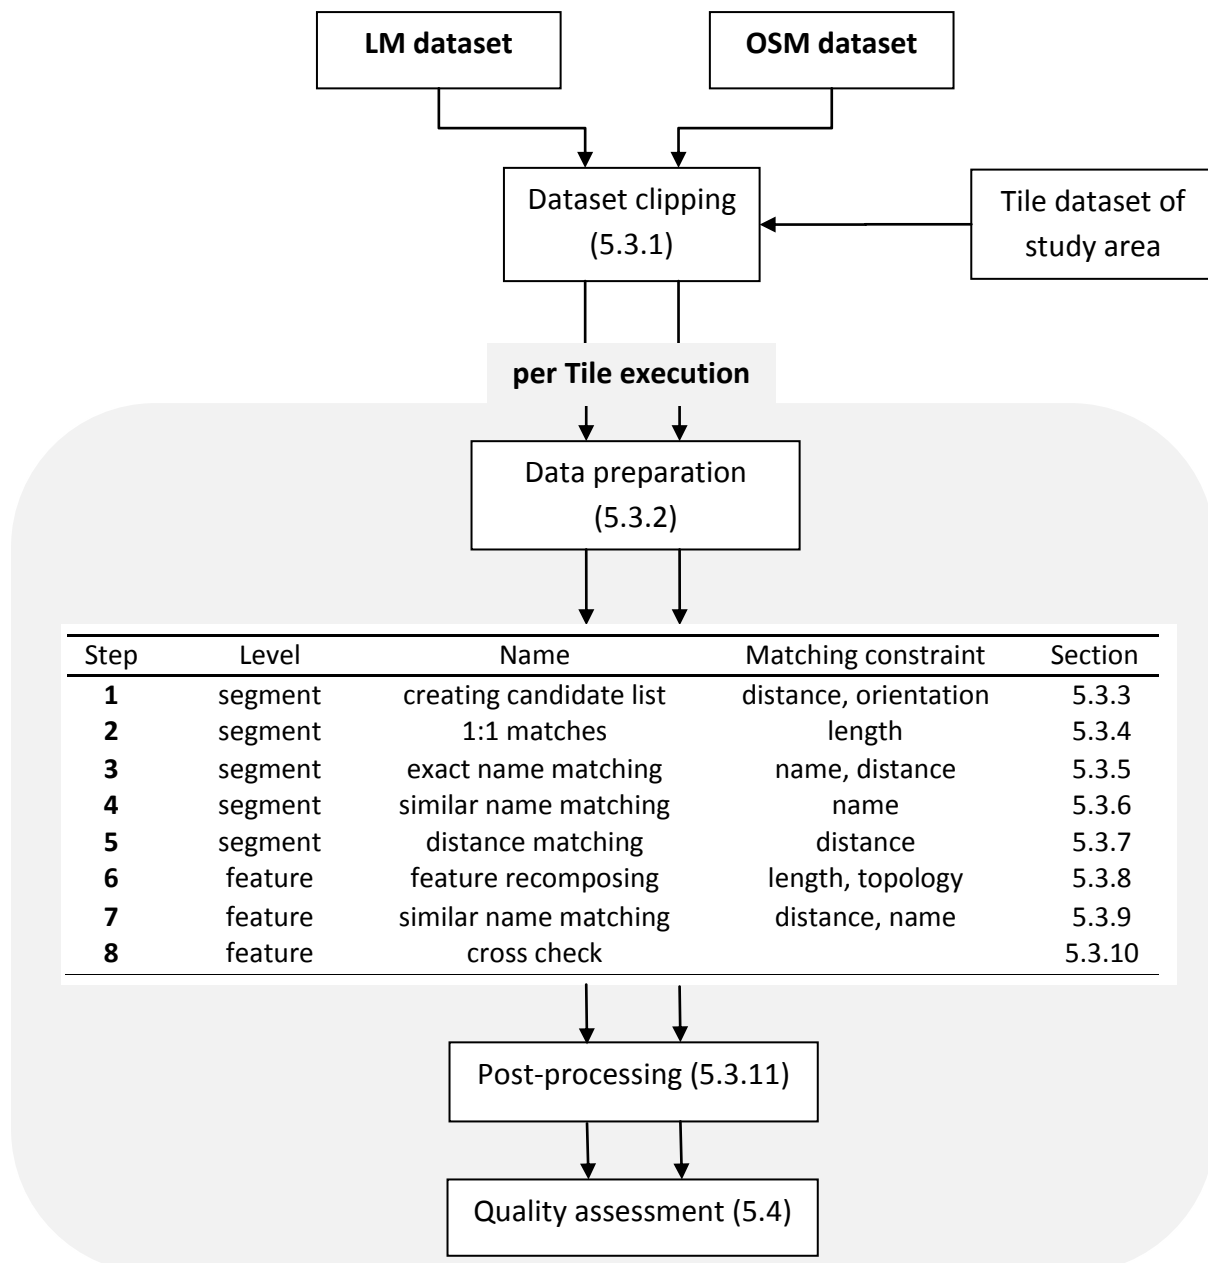 LM dataset
OSM dataset
Dataset clipping
(5.3.1)
Tile dataset of
study area
per Tile execution
Data preparation
(5.3.2)
Step Level Name Matching constraint Section
1 segment creating candidate list distance, orientation 5.3.3
2 segment 1:1 matches length 5.3.4
3 segment exact name matching name, distance 5.3.5
4 segment similar name matching name 5.3.6
5 segment distance matching distance 5.3.7
6 feature feature recomposing length, topology 5.3.8
7 feature similar name matching distance, name 5.3.9
8 feature cross check 5.3.10
Post-processing (5.3.11)
Quality assessment (5.4)